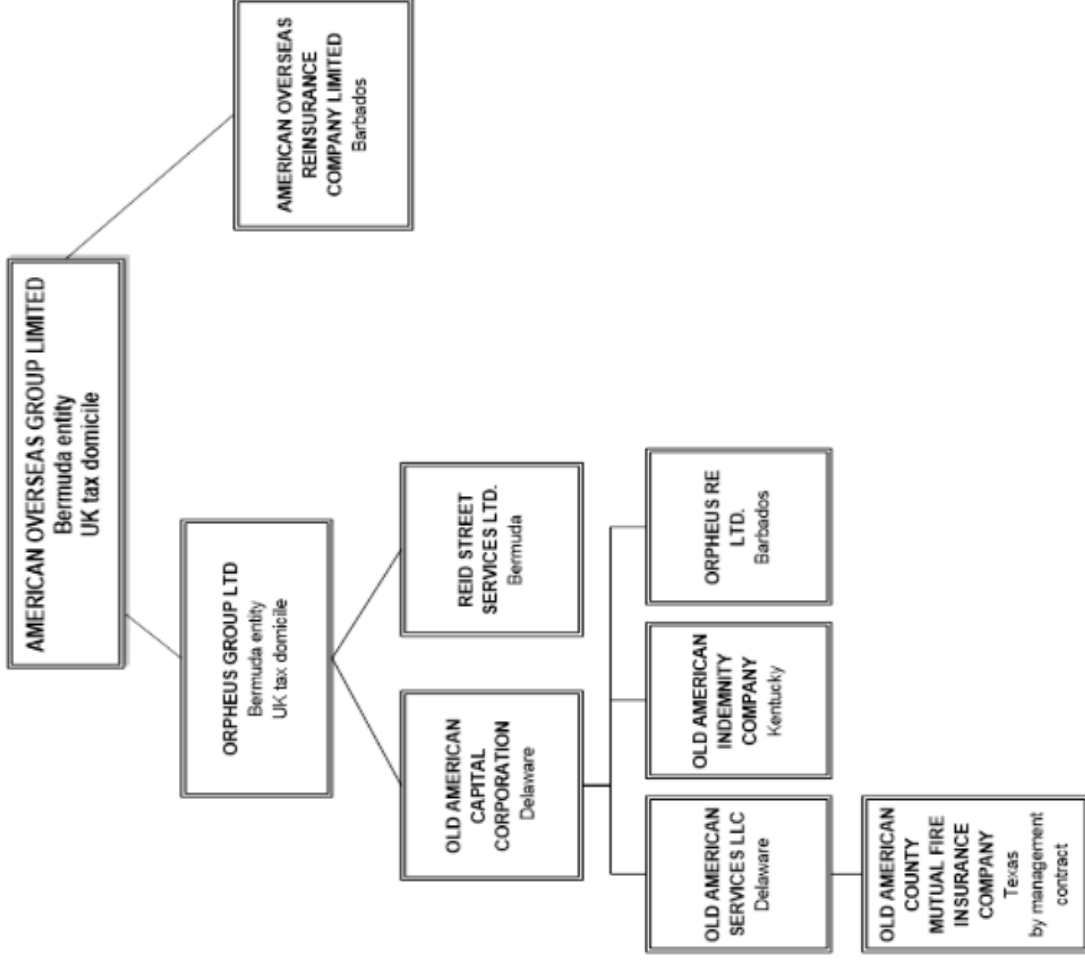 AMERICAN OVERSEAS GROUP LIMITED
Bermuda entity
UK tax domicile
ORPHEUS GROUP LTD
Bermuda entity
UK tax domicile
AMERICAN OVERSEAS
REINSURANCE
COMPANY LIMITED
Barbados
OLD AMERICAN
CAPITAL
CORPORATION
Delaware
REID STREET
SERVICES LTD.
Bermuda
OLD AMERICAN
SERVICES LLC
Delaware
OLD AMERICAN
INDEMNITY
COMPANY
Kentucky
ORPHEUS RE
LTD.
Barbados
OLD AMERICAN
COUNTY
MUTUAL FIRE
INSURANCE
COMPANY
Texas
by management
contract